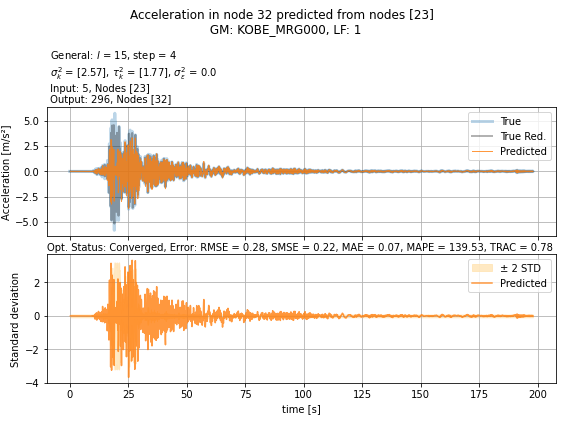 Acceleration in node 32 predicted from nodes [23]
GM: KOBE_MRG000, LF: 1
General: l = 15, step = 4
σ²ₖ = [2.57], τ²ₖ = [1.77], σ²ε = 0.0
Input: 5, Nodes [23]
Output: 296, Nodes [32]
Acceleration [m/s²]
5.0
2.5
0.0
−2.5
−5.0
True
True Red.
Predicted
Opt. Status: Converged, Error: RMSE = 0.28, SMSE = 0.22, MAE = 0.07, MAPE = 139.53, TRAC = 0.78
Standard deviation
2
0
−2
−4
± 2 STD
Predicted
0 25 50 75 100 125 150 175 200
time [s]